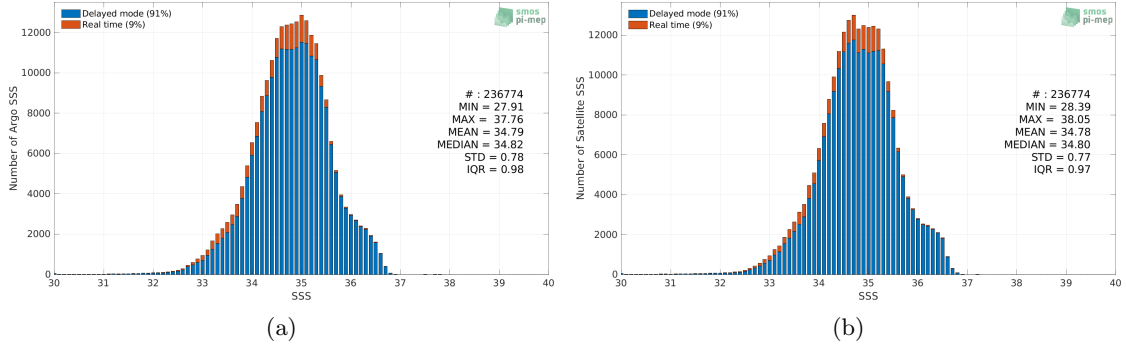 Delayed mode (91%)
Real time (9%)
smos
pi-mep
12000
10000
8000
6000
4000
2000
0
Number of Argo SSS
# : 236774
MIN = 27.91
MAX = 37.76
MEAN = 34.79
MEDIAN = 34.82
STD = 0.78
IQR = 0.98
30 31 32 33 34 35 36 37 38 39 40
SSS
(a)
Delayed mode (91%)
Real time (9%)
smos
pi-mep
12000
10000
8000
6000
4000
2000
0
Number of Satellite SSS
# : 236774
MIN = 28.39
MAX = 38.05
MEAN = 34.78
MEDIAN = 34.80
STD = 0.77
IQR = 0.97
30 31 32 33 34 35 36 37 38 39 40
SSS
(b)